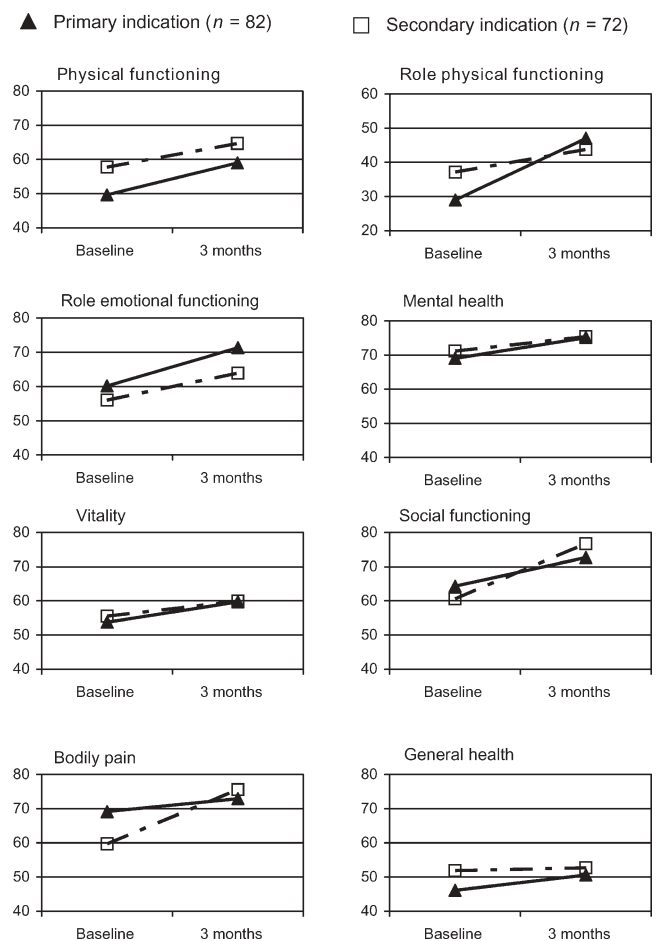 Primary indication (n = 82)
Secondary indication (n = 72)
Physical functioning
80
70
60
50
40
Baseline
3 months
Role physical functioning
60
50
40
30
20
Baseline
3 months
Role emotional functioning
80
70
60
50
40
Baseline
3 months
Mental health
80
70
60
50
40
Baseline
3 months
Vitality
80
70
60
50
40
Baseline
3 months
Social functioning
80
70
60
50
40
Baseline
3 months
Bodily pain
80
70
60
50
40
Baseline
3 months
General health
80
70
60
50
40
Baseline
3 months